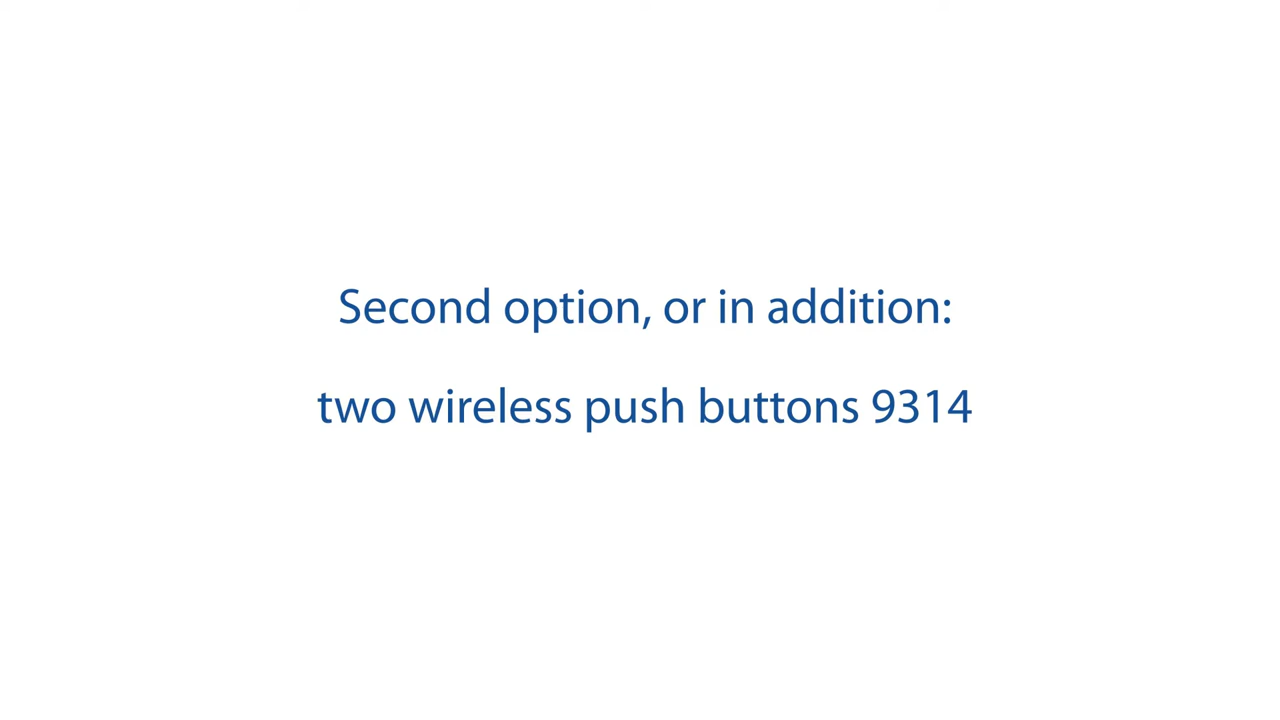 Second option, or in addition:
two wireless push buttons 9314